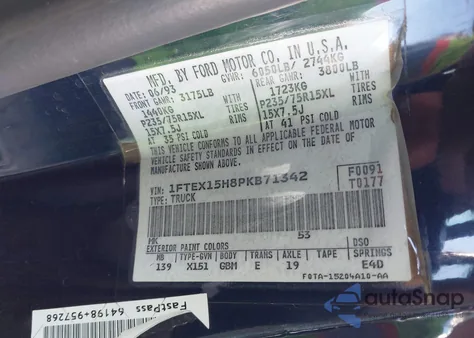 MFD. BY FORD MOTOR CO. IN U.S.A.
DATE: 06/93 GVWR: 6050LB/ 2744KG
FRONT GAWR: 3175LB REAR GAWR: 3800LB
1440KG WITH 1723KG WITH
P235/75R15XL TIRES P235/75R15XL TIRES
15X7.5J RIMS 15X7.5J RIMS
AT 35 PSI COLD AT 41 PSI COLD
THIS VEHICLE CONFORMS TO ALL APPLICABLE FEDERAL MOTOR
VEHICLE SAFETY STANDARDS IN EFFECT ON THE DATE OF
MANUFACTURE SHOWN ABOVE.
VIN: 1FTEX15H8PKB71342 F0091
TYPE: TRUCK T0177
MK 53
EXTERIOR PAINT COLORS DSO
WB TYPE-GVW BODY TRANS AXLE TAPE SPRINGS
139 X151 GBM E 19 E4D
F0TA-15204A10-AA
FastPass 64198+957268
autoSnap